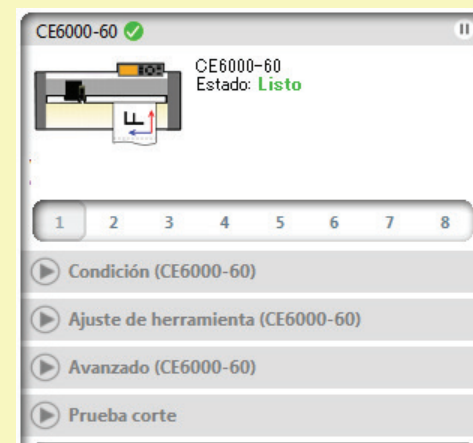 CE6000-60
CE6000-60
Estado: Listo
F
1 2 3 4 5 6 7 8
Condición (CE6000-60)
Ajuste de herramienta (CE6000-60)
Avanzado (CE6000-60)
Prueba corte